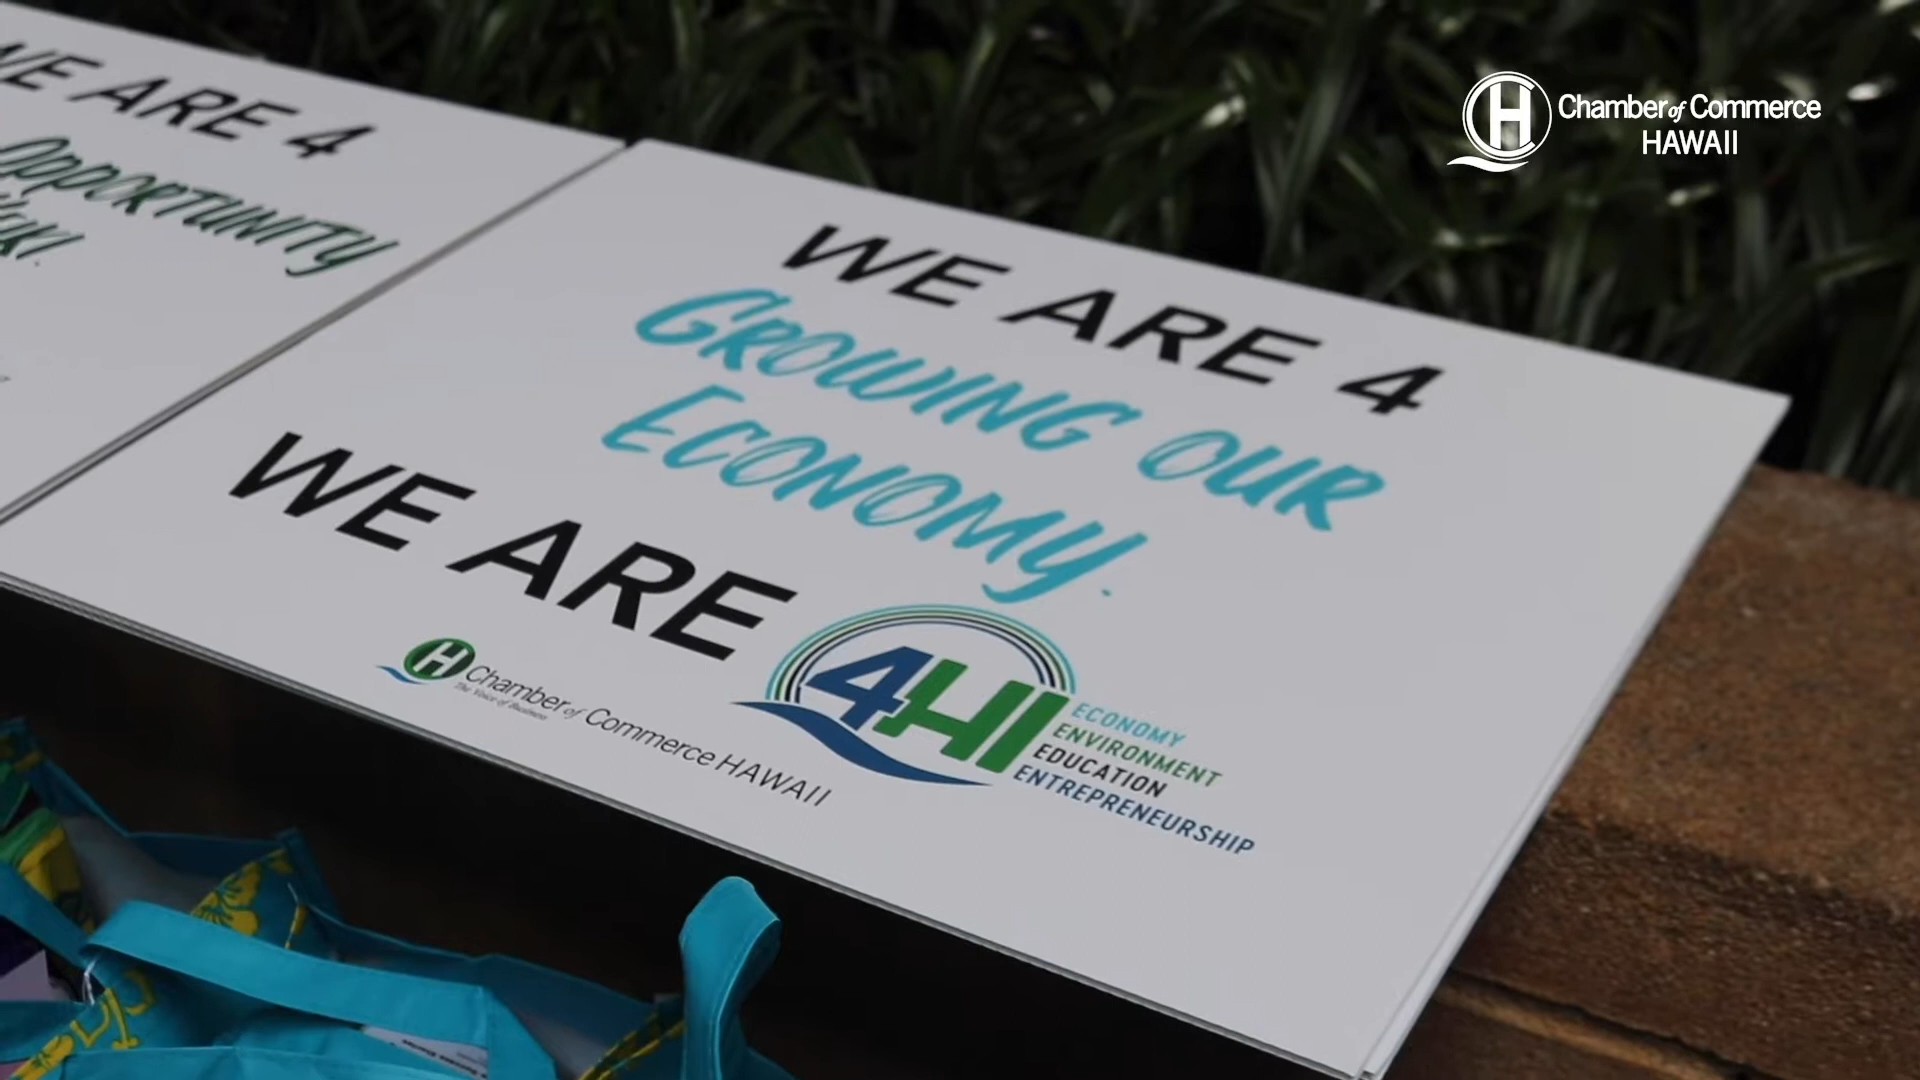 Chamber of Commerce
HAWAII
WE ARE 4
OPPORTUNITY
WE ARE 4
GROWING OUR
ECONOMY.
WE ARE 4HI
ECONOMY
ENVIRONMENT
EDUCATION
ENTREPRENEURSHIP
H Chamber of Commerce HAWAII
The Voice of Business